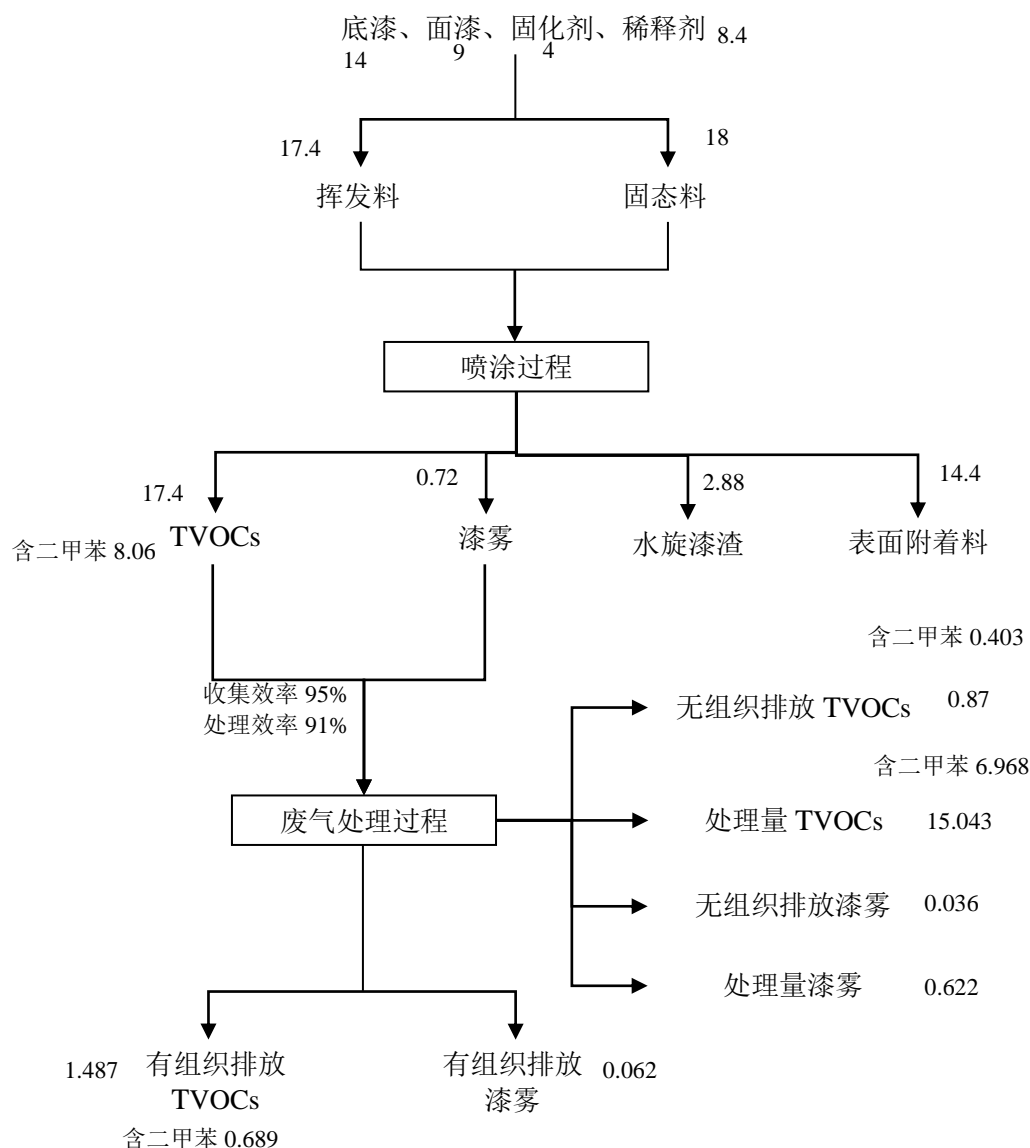 底漆、面漆、固化剂、稀释剂 8.4
14 9 4
17.4 18
挥发料 固态料
喷涂过程
17.4 0.72 2.88 14.4
TVOCs 漆雾 水旋漆渣 表面附着料
含二甲苯 8.06
含二甲苯 0.403
收集效率 95%
处理效率 91%
无组织排放 TVOCs 0.87
含二甲苯 6.968
废气处理过程
处理量 TVOCs 15.043
无组织排放漆雾 0.036
处理量漆雾 0.622
1.487 有组织排放 有组织排放 0.062
TVOCs 漆雾
含二甲苯 0.689